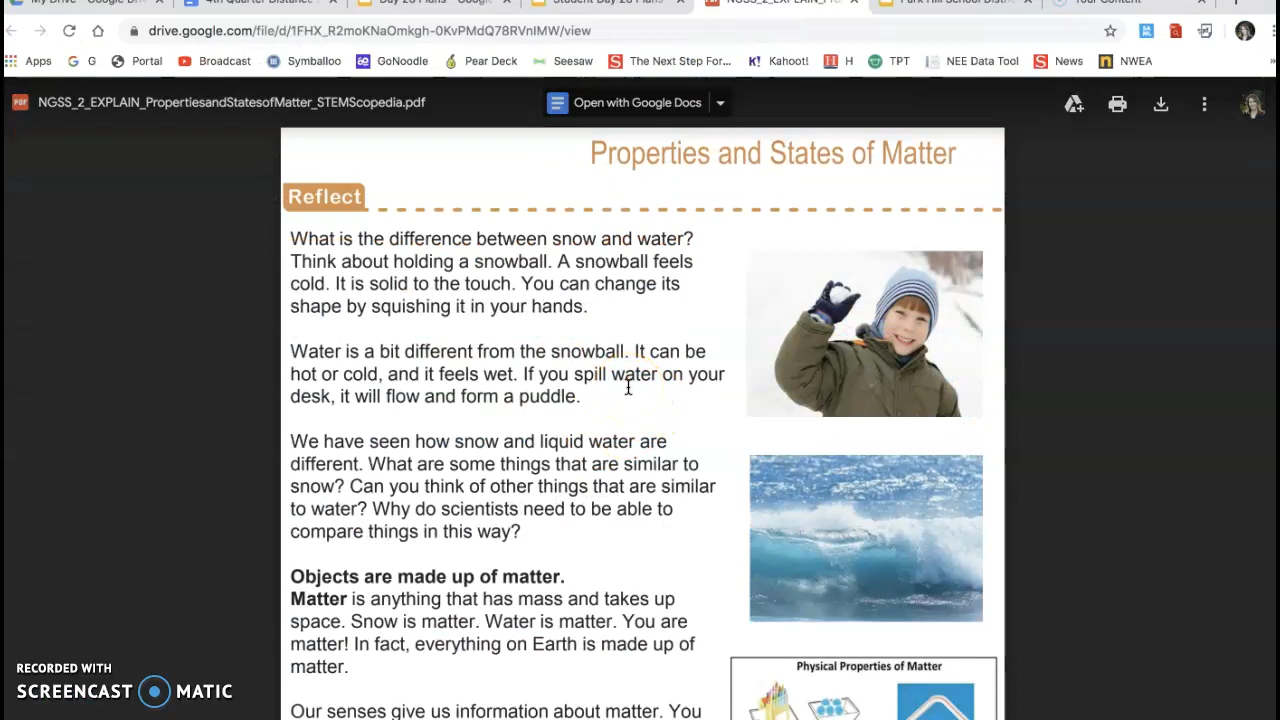 drive.google.com/file/d/1FHX_R2moKNaOmkgh-0KvPMdQ78RVnIMW/view
Apps G Portal Broadcast Symballoo GoNoodle Pear Deck Seesaw The Next Step For... Kahoot! H TPT NEE Data Tool News NWEA
NGSS_2_EXPLAIN_PropertiesandStatesofMatter_STEMScopedia.pdf Open with Google Docs
Properties and States of Matter
Reflect
What is the difference between snow and water?
Think about holding a snowball. A snowball feels
cold. It is solid to the touch. You can change its
shape by squishing it in your hands.
Water is a bit different from the snowball. It can be
hot or cold, and it feels wet. If you spill water on your
desk, it will flow and form a puddle.
We have seen how snow and liquid water are
different. What are some things that are similar to
snow? Can you think of other things that are similar
to water? Why do scientists need to be able to
compare things in this way?
Objects are made up of matter.
Matter is anything that has mass and takes up
space. Snow is matter. Water is matter. You are
matter! In fact, everything on Earth is made up of
matter.
Physical Properties of Matter
Our senses give us information about matter. You
RECORDED WITH
SCREENCAST MATIC